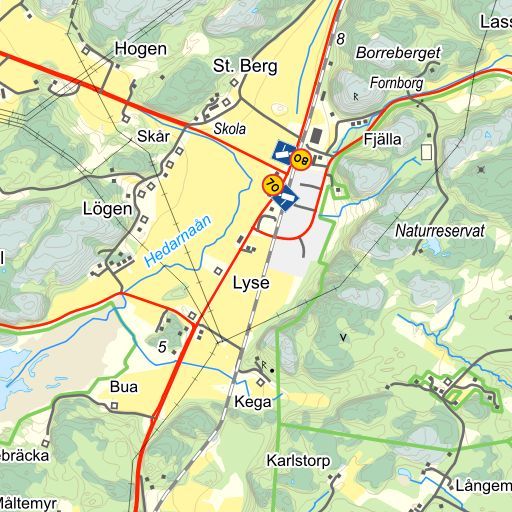 Lass
Hogen
8
Borreberget
St. Berg
Fornborg
R
Skår
Skola
Fjälla
80
70
Lögen
Hedarnaån
Naturreservat
l
Lyse
5
v
R
Bua
Kega
ebräcka
Karlstorp
Långem
Måltemyr